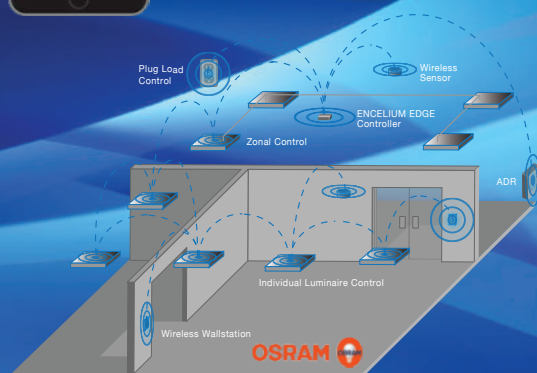 Plug Load
Control
Wireless
Sensor
ENCELIUM EDGE
Controller
Zonal Control
ADR
Individual Luminaire Control
Wireless Wallstation
OSRAM